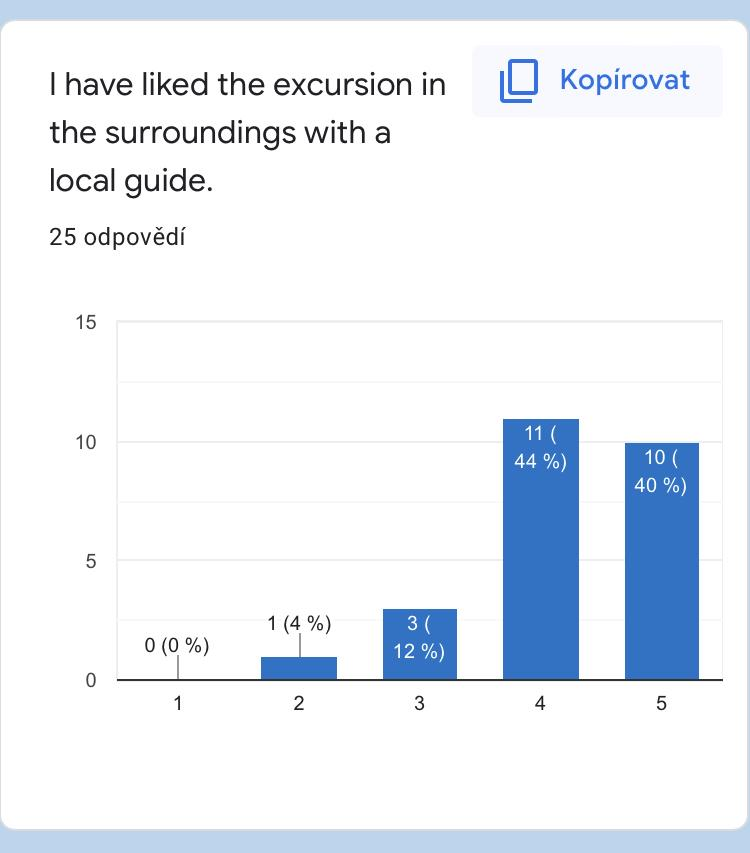 I have liked the excursion in
the surroundings with a
local guide.
Kopírovat
25 odpovědí
15
10
5
0
0 (0 %)
1 (4 %)
3 (
12 %)
11 (
44 %)
10 (
40 %)
1
2
3
4
5